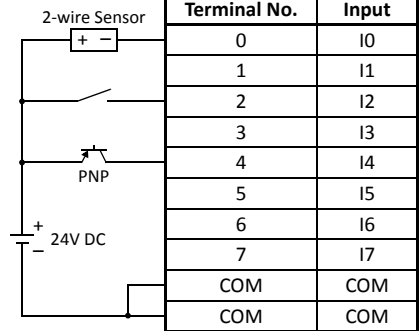 2-wire Sensor
+ −
PNP
+
24V DC
−
Terminal No. Input
0 I0
1 I1
2 I2
3 I3
4 I4
5 I5
6 I6
7 I7
COM COM
COM COM